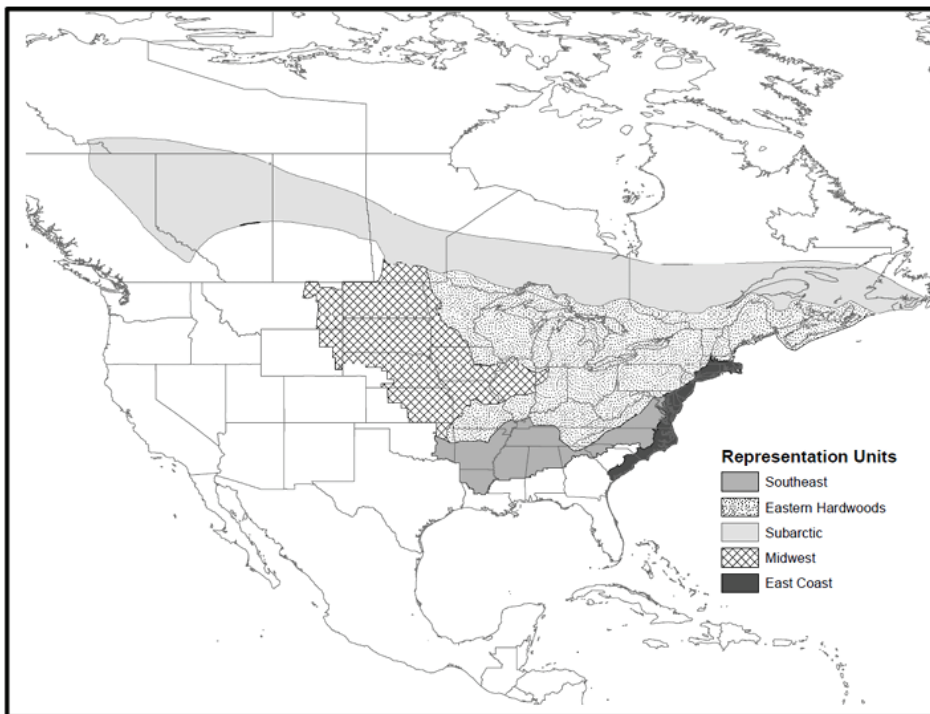 Representation Units
Southeast
Eastern Hardwoods
Subarctic
Midwest
East Coast